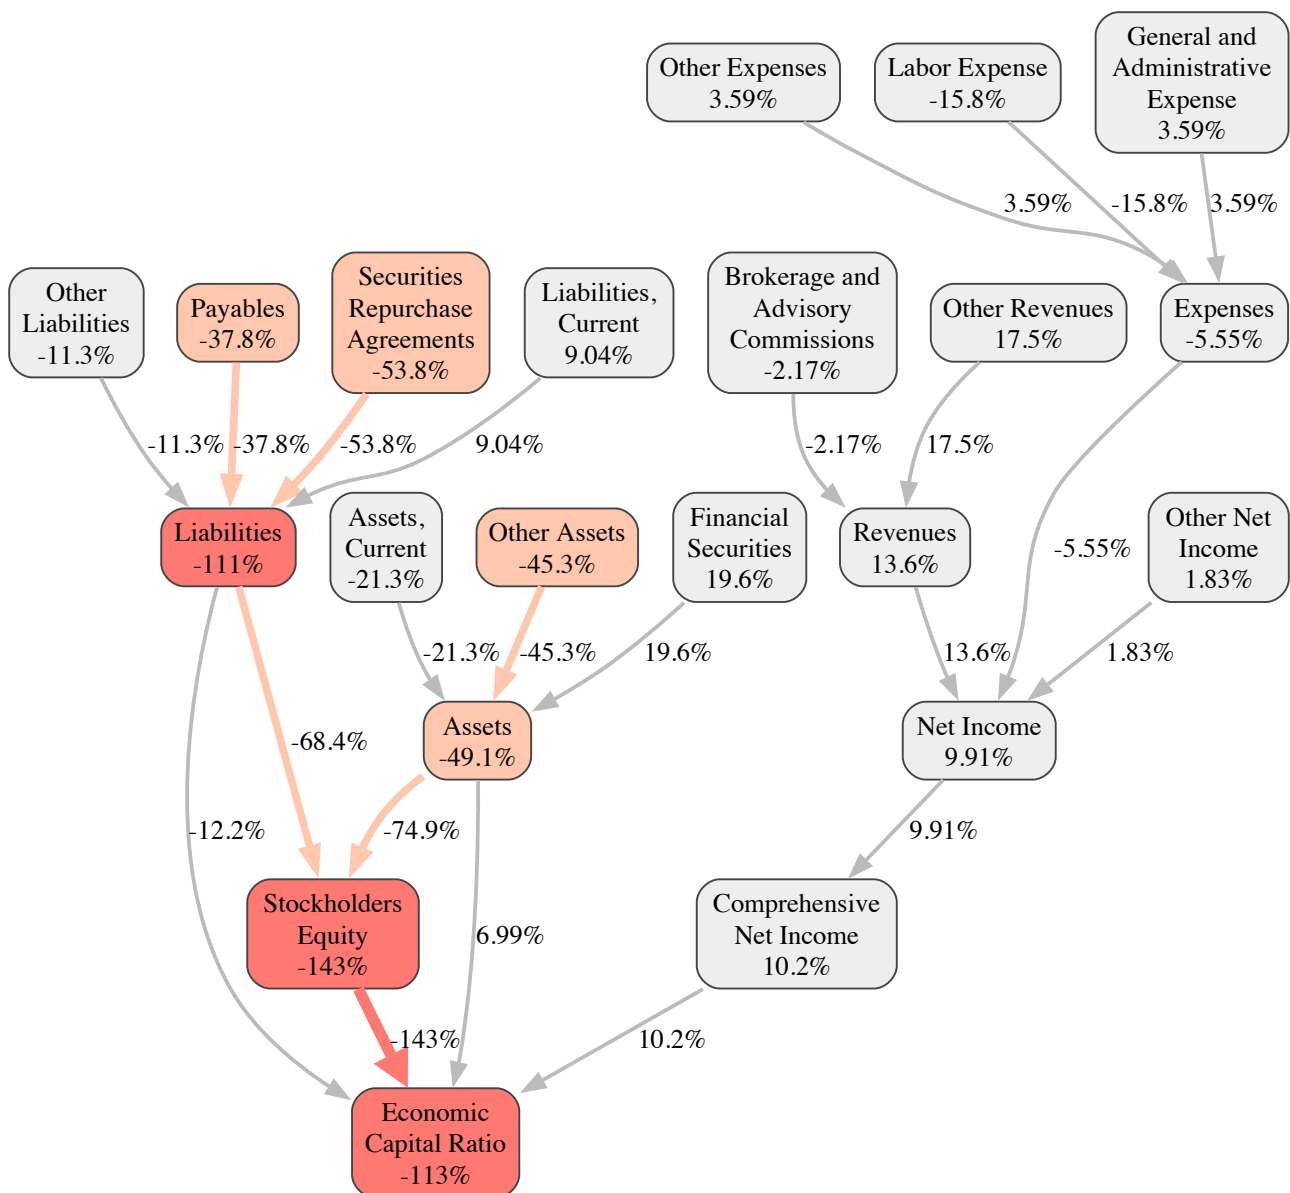 Other Expenses
3.59%
Labor Expense
-15.8%
General and
Administrative
Expense
3.59%
3.59%
-15.8%
3.59%
Other
Liabilities
-11.3%
Payables
-37.8%
Securities
Repurchase
Agreements
-53.8%
Liabilities,
Current
9.04%
Brokerage and
Advisory
Commissions
-2.17%
Other Revenues
17.5%
Expenses
-5.55%
-11.3%
-37.8%
-53.8%
9.04%
-2.17%
17.5%
Liabilities
-111%
Assets,
Current
-21.3%
Other Assets
-45.3%
Financial
Securities
19.6%
Revenues
13.6%
-5.55%
Other Net
Income
1.83%
-21.3%
-45.3%
19.6%
13.6%
1.83%
-68.4%
Assets
-49.1%
Net Income
9.91%
-12.2%
-74.9%
9.91%
Stockholders
Equity
-143%
6.99%
Comprehensive
Net Income
10.2%
-143%
10.2%
Economic
Capital Ratio
-113%